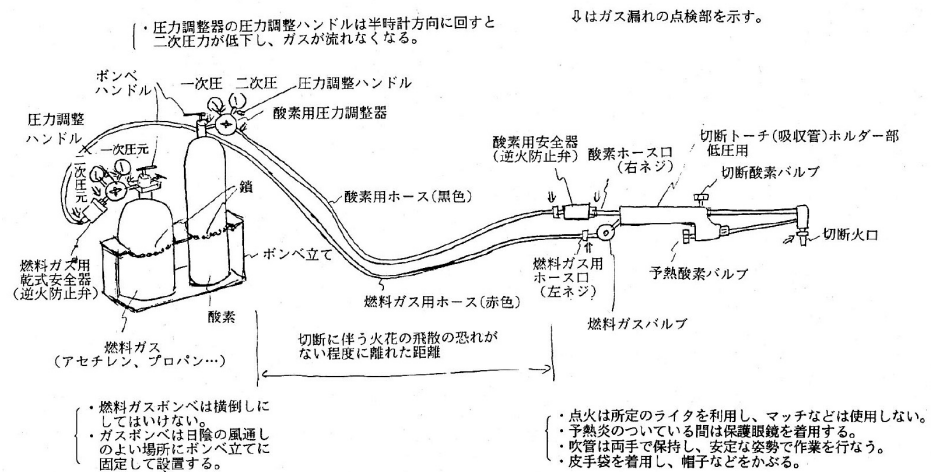 ・圧力調整器の圧力調整ハンドルは半時計方向に回すと
二次圧力が低下し、ガスが流れなくなる。
⇩はガス漏れの点検部を示す。
ボンベ
ハンドル
一次圧
二次圧
圧力調整ハンドル
酸素用圧力調整器
圧力調整
ハンドル
一次圧元
二次圧元
鎖
酸素用ホース(黒色)
酸素用安全器
(逆火防止弁)
酸素ホース口
(右ネジ)
切断トーチ(吸収管)ホルダー部
低圧用
切断酸素バルブ
切断火口
予熱酸素バルブ
燃料ガス用
ホース口
(左ネジ)
燃料ガスバルブ
燃料ガス用ホース(赤色)
ボンベ立て
燃料ガス用
乾式安全器
(逆火防止弁)
酸素
燃料ガス
(アセチレン、プロパン…)
切断に伴う火花の飛散の恐れが
ない程度に離れた距離
・燃料ガスボンベは横倒しに
してはいけない。
・ガスボンベは日陰の風通し
のよい場所にボンベ立てに
固定して設置する。
・点火は所定のライタを利用し、マッチなどは使用しない。
・予熱炎のついている間は保護眼鏡を着用する。
・吹管は両手で保持し、安定な姿勢で作業を行なう。
・皮手袋を着用し、帽子などをかぶる。